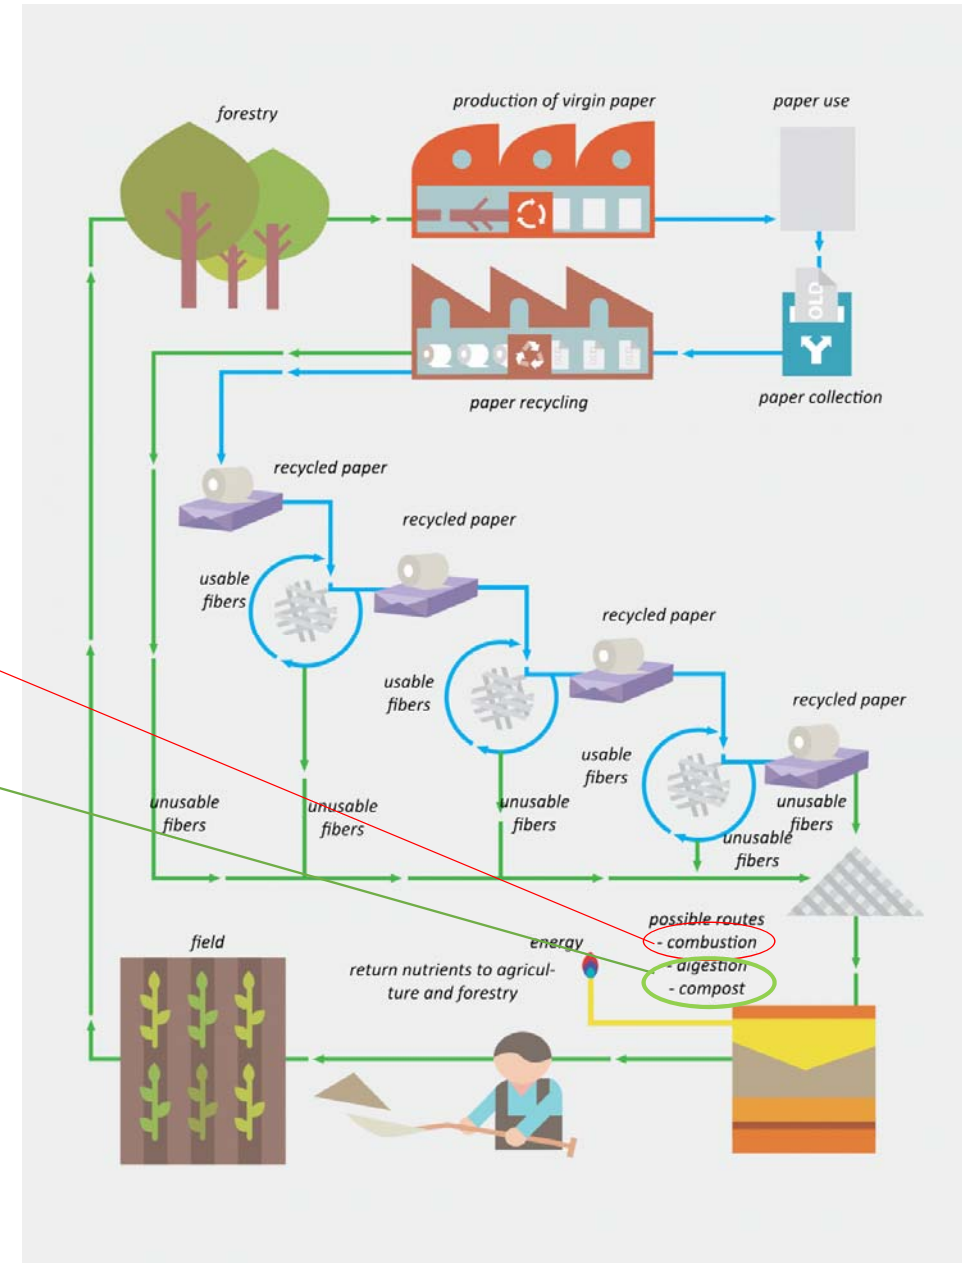 forestry
production of virgin paper
paper use
OLD
paper recycling
paper collection
recycled paper
recycled paper
usable
fibers
recycled paper
usable
fibers
recycled paper
usable
fibers
unusable
fibers
unusable
fibers
unusable
fibers
unusable
fibers
unusable
fibers
possible routes
- combustion
- digestion
- compost
field
energy
return nutrients to agricul-
ture and forestry